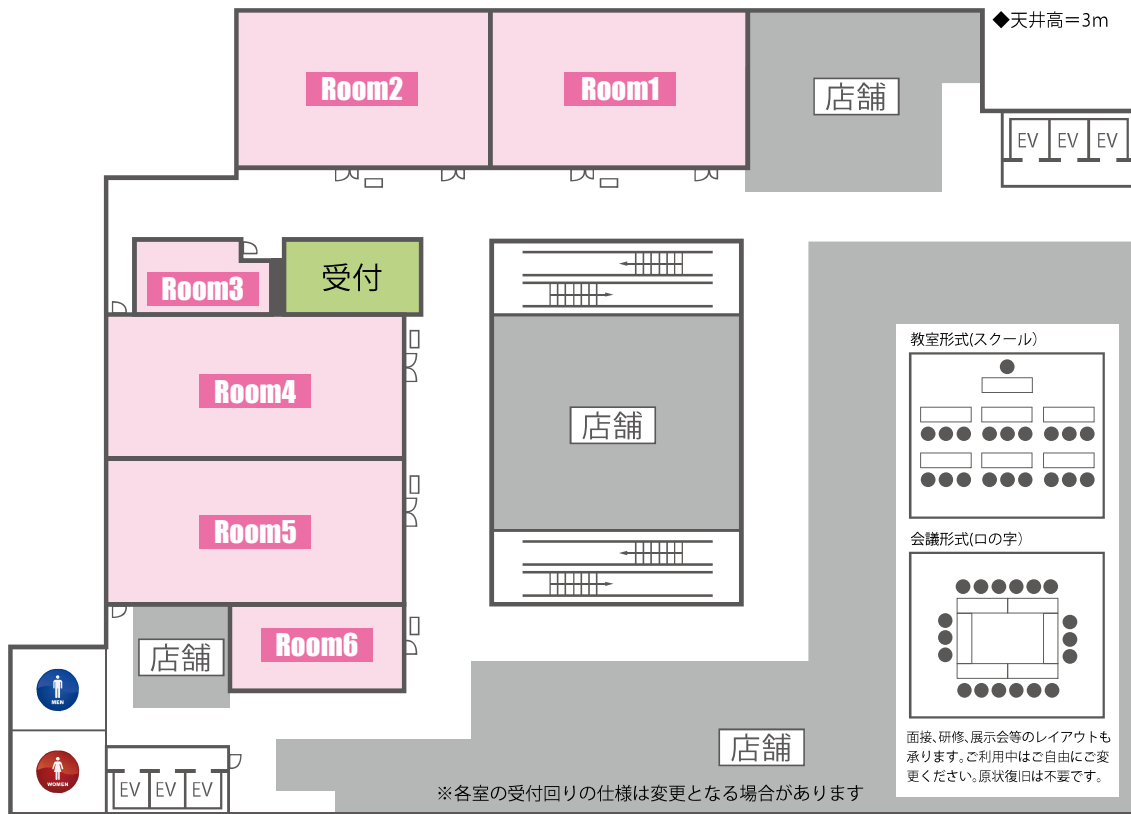 ◆天井高＝3m
Room2
Room1
店舗
EV
EV
EV
受付
Room3
教室形式(スクール)
Room4
店舗
Room5
会議形式(ロの字)
Room6
店舗
MEN
面接、研修、展示会等のレイアウトも
承ります。ご利用中はご自由にご変
更ください。原状復旧は不要です。
店舗
WOMEN
EV
EV
EV
※各室の受付回りの仕様は変更となる場合があります